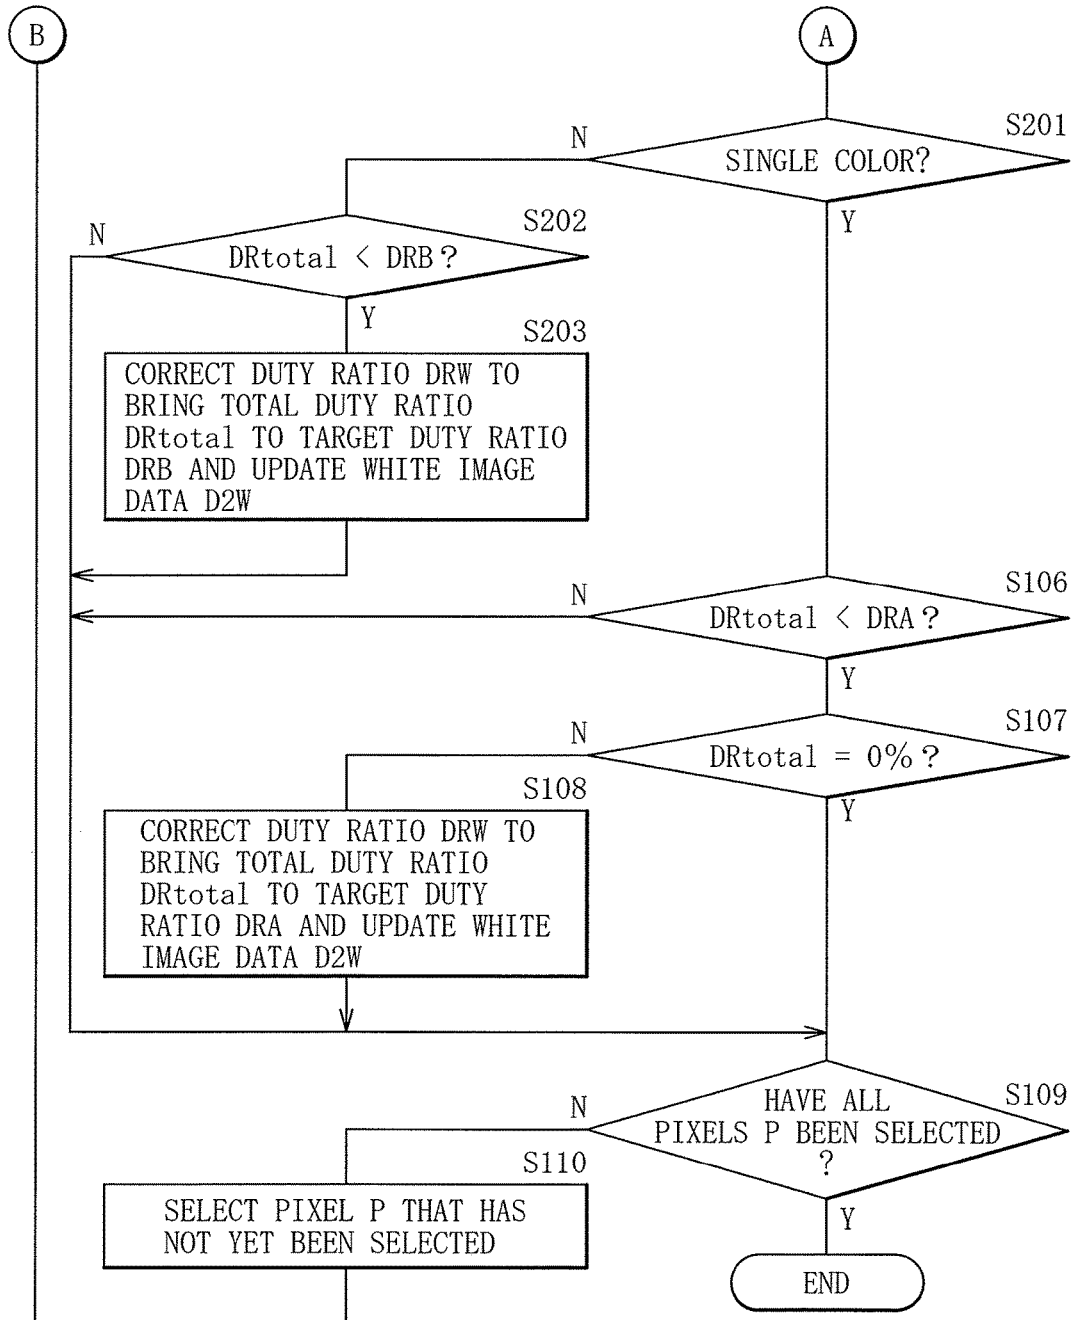 B
A
S201
N
SINGLE COLOR?
Y
S202
N
DRtotal < DRB?
Y
S203
CORRECT DUTY RATIO DRW TO
BRING TOTAL DUTY RATIO
DRtotal TO TARGET DUTY RATIO
DRB AND UPDATE WHITE IMAGE
DATA D2W
S106
N
DRtotal < DRA?
Y
S107
N
DRtotal = 0%?
Y
S108
CORRECT DUTY RATIO DRW TO
BRING TOTAL DUTY RATIO
DRtotal TO TARGET DUTY
RATIO DRA AND UPDATE WHITE
IMAGE DATA D2W
S109
N
HAVE ALL
PIXELS P BEEN SELECTED
?
Y
S110
SELECT PIXEL P THAT HAS
NOT YET BEEN SELECTED
END